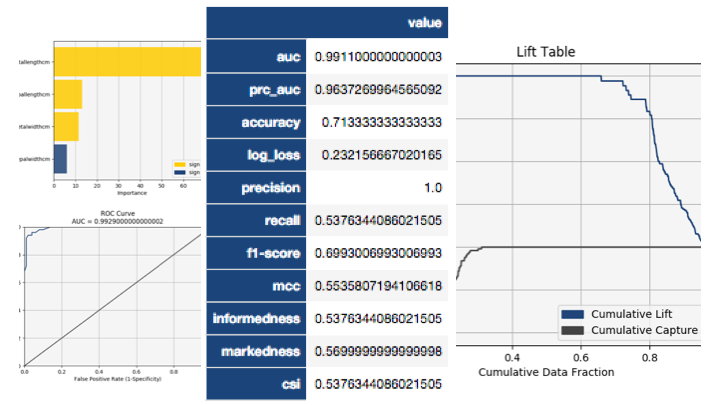 allengthcm
allengthcm
alwidthcm
palwidthcm
0
10
20
30
40
50
60
Importance
sign
sign
ROC Curve
AUC = 0.9929000000000002
0.0
0.2
0.4
0.6
0.8
False Positive Rate (1-Specificity)
value
auc 0.9911000000000003
prc_auc 0.9637269964565092
accuracy 0.713333333333333
log_loss 0.232156667020165
precision 1.0
recall 0.5376344086021505
f1-score 0.6993006993006993
mcc 0.5535807194106618
informedness 0.5376344086021505
markedness 0.5699999999999998
csi 0.5376344086021505
Lift Table
Cumulative Lift
Cumulative Capture
0.4
0.6
0.8
Cumulative Data Fraction